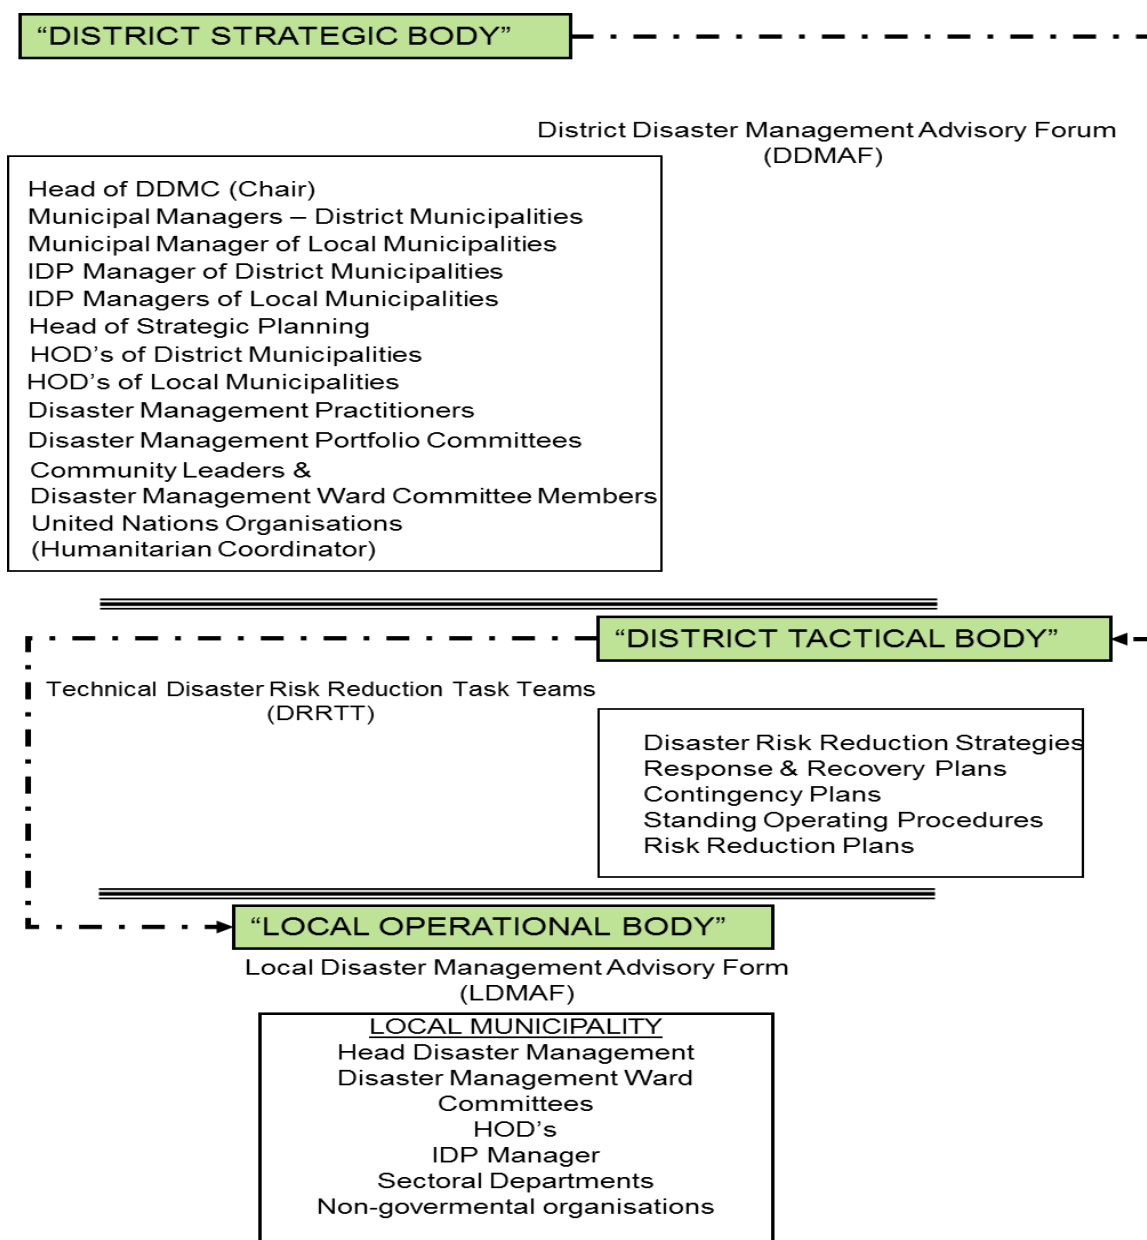 “DISTRICT STRATEGIC BODY”
District Disaster Management Advisory Forum
(DDMAF)
Head of DDMC (Chair)
Municipal Managers – District Municipalities
Municipal Manager of Local Municipalities
IDP Manager of District Municipalities
IDP Managers of Local Municipalities
Head of Strategic Planning
HOD’s of District Municipalities
HOD’s of Local Municipalities
Disaster Management Practitioners
Disaster Management Portfolio Committees
Community Leaders &
Disaster Management Ward Committee Members
United Nations Organisations
(Humanitarian Coordinator)
“DISTRICT TACTICAL BODY”
Technical Disaster Risk Reduction Task Teams
(DRRTT)
Disaster Risk Reduction Strategies
Response & Recovery Plans
Contingency Plans
Standing Operating Procedures
Risk Reduction Plans
“LOCAL OPERATIONAL BODY”
Local Disaster Management Advisory Form
(LDMAF)
LOCAL MUNICIPALITY
Head Disaster Management
Disaster Management Ward
Committees
HOD’s
IDP Manager
Sectoral Departments
Non-govermental organisations